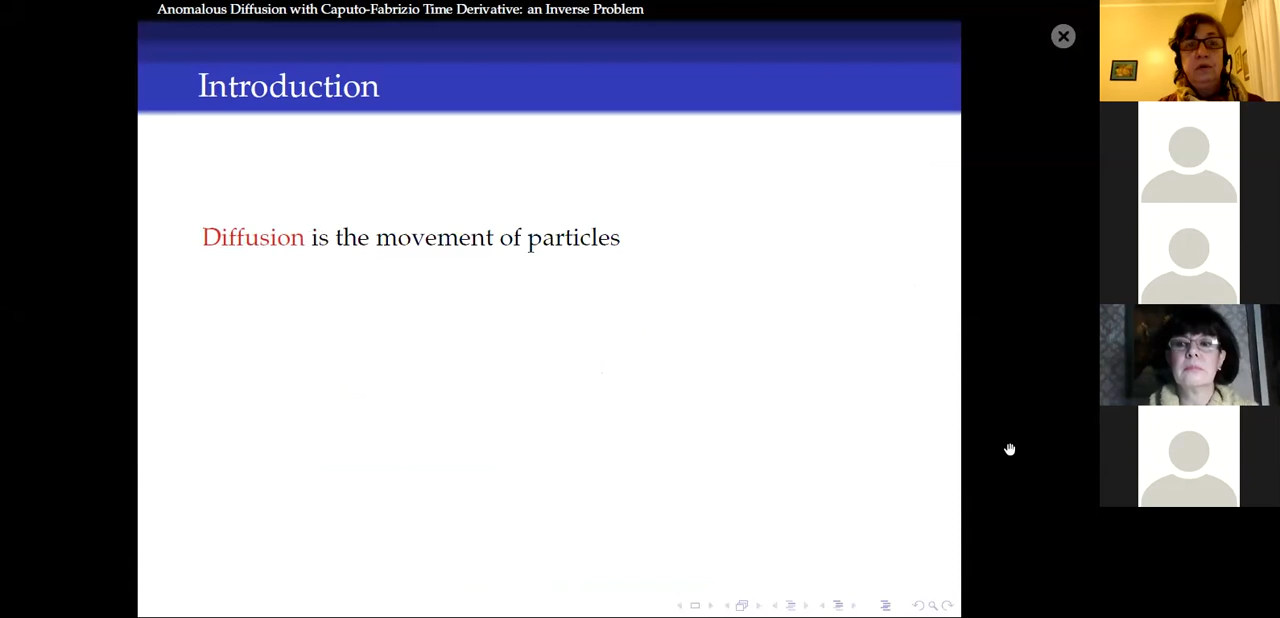 Anomalous Diffusion with Caputo-Fabrizio Time Derivative: an Inverse Problem
Introduction
Diffusion is the movement of particles